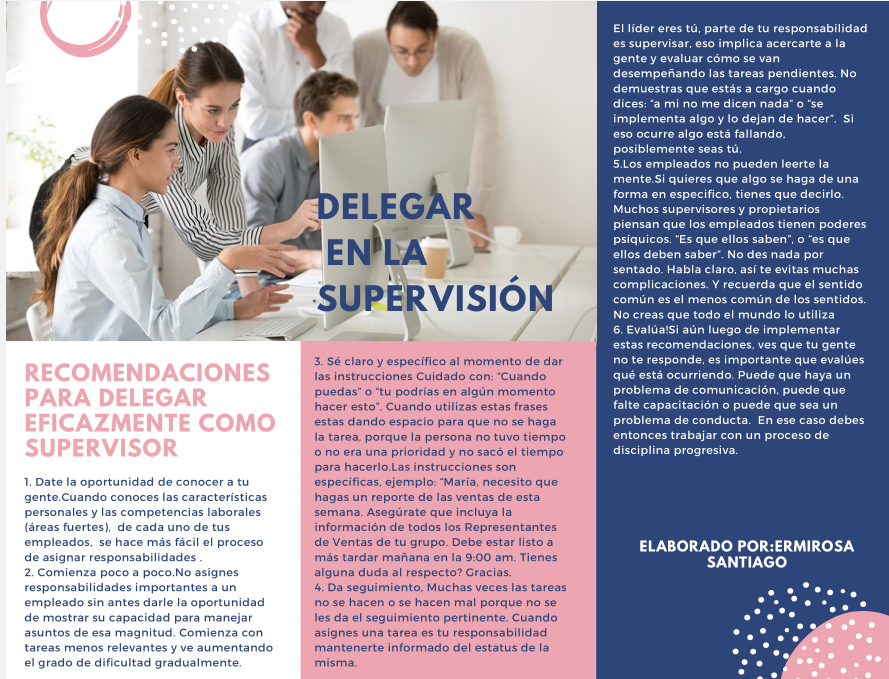 DELEGAR
EN LA
SUPERVISIÓN
RECOMENDACIONES
PARA DELEGAR
EFICAZMENTE COMO
SUPERVISOR
1. Date la oportunidad de conocer a tu
gente.Cuando conoces las características
personales y las competencias laborales
(áreas fuertes),  de cada uno de tus
empleados,  se hace más fácil el proceso
de asignar responsabilidades .
2. Comienza poco a poco.No asignes
responsabilidades importantes a un
empleado sin antes darle la oportunidad
de mostrar su capacidad para manejar
asuntos de esa magnitud. Comienza con
tareas menos relevantes y ve aumentando
el grado de dificultad gradualmente.
3. Sé claro y específico al momento de dar
las instrucciones Cuidado con: “Cuando
puedas” o “tu podrías en algún momento
hacer esto”. Cuando utilizas estas frases
estas dando espacio para que no se haga
la tarea, porque la persona no tuvo tiempo
o no era una prioridad y no sacó el tiempo
para hacerlo.Las instrucciones son
específicas, ejemplo: “María, necesito que
hagas un reporte de las ventas de esta
semana. Asegúrate que incluya la
información de todos los Representantes
de Ventas de tu grupo. Debe estar listo a
más tardar mañana en la 9:00 am. Tienes
alguna duda al respecto? Gracias.
4. Da seguimiento, Muchas veces las tareas
no se hacen o se hacen mal porque no se
les da el seguimiento pertinente. Cuando
asignes una tarea es tu responsabilidad
mantenerte informado del estatus de la
misma.
El líder eres tú, parte de tu responsabilidad
es supervisar, eso implica acercarte a la
gente y evaluar cómo se van
desempeñando las tareas pendientes. No
demuestras que estás a cargo cuando
dices: “a mi no me dicen nada” o “se
implementa algo y lo dejan de hacer”.  Si
eso ocurre algo está fallando,
posiblemente seas tú.
5.Los empleados no pueden leerte la
mente.Si quieres que algo se haga de una
forma en especifico, tienes que decirlo.
Muchos supervisores y propietarios
piensan que los empleados tienen poderes
psíquicos. “Es que ellos saben”, o “es que
ellos deben saber”. No des nada por
sentado. Habla claro, así te evitas muchas
complicaciones. Y recuerda que el sentido
común es el menos común de los sentidos.
No creas que todo el mundo lo utiliza
6. Evalúa!Si aún luego de implementar
estas recomendaciones, ves que tu gente
no te responde, es importante que evalúes
qué está ocurriendo. Puede que haya un
problema de comunicación, puede que
falte capacitación o puede que sea un
problema de conducta.  En ese caso debes
entonces trabajar con un proceso de
disciplina progresiva.
ELABORADO POR:ERMIROSA
SANTIAGO